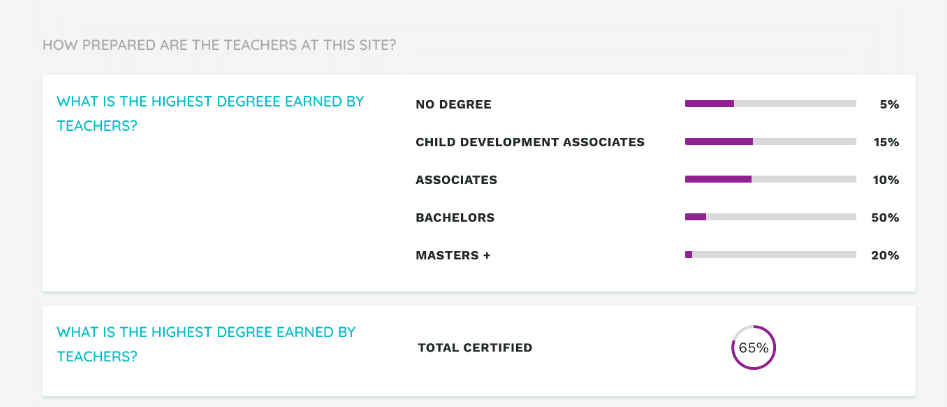 HOW PREPARED ARE THE TEACHERS AT THIS SITE?
WHAT IS THE HIGHEST DEGREEE EARNED BY
TEACHERS?
NO DEGREE 5%
CHILD DEVELOPMENT ASSOCIATES 15%
ASSOCIATES 10%
BACHELORS 50%
MASTERS + 20%
WHAT IS THE HIGHEST DEGREE EARNED BY
TEACHERS?
TOTAL CERTIFIED 65%